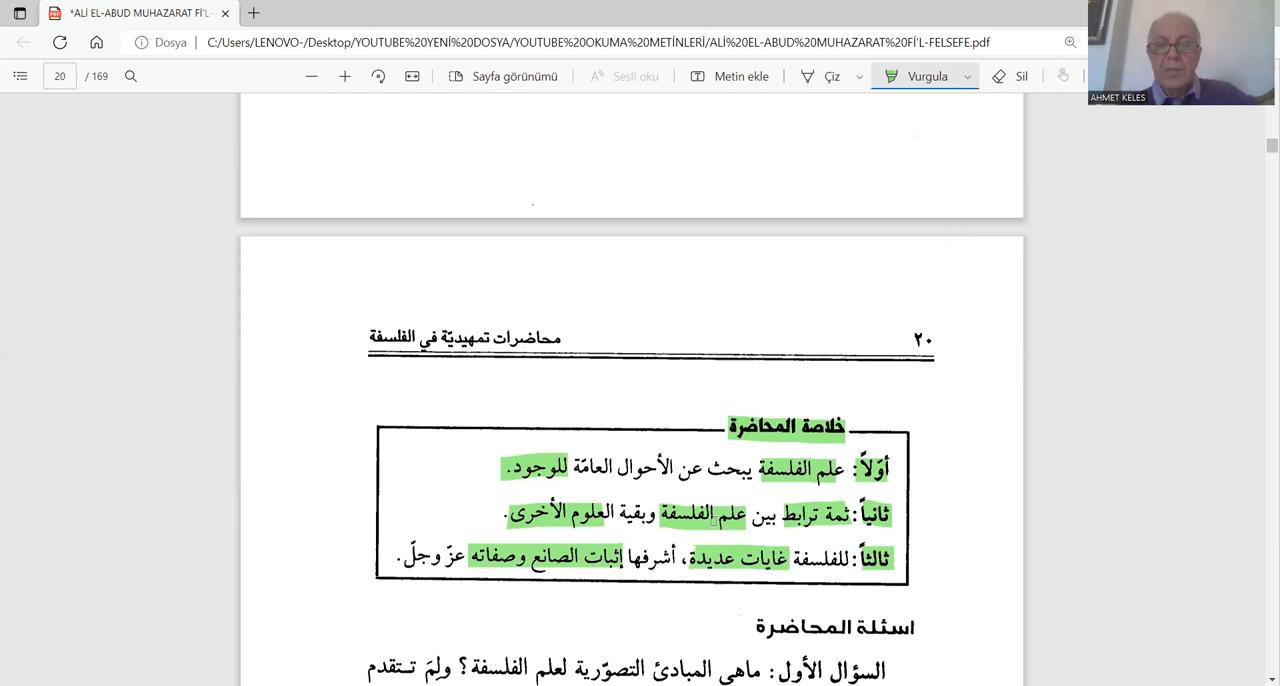 *ALİ EL-ABUD MUHAZARAT Fİ'L-
Dosya
C:/Users/LENOVO-/Desktop/YOUTUBE%20YENİ%20DOSYA/YOUTUBE%20OKUMA%20METİNLERİ/ALİ%20EL-ABUD%20MUHAZARAT%20Fİ'L-FELSEFE.pdf
20 / 169
Sayfa görünümü
Sesli oku
Metin ekle
Çiz
Vurgula
Sil
AHMET KELES
٢٠ محاضرات تمهيديّة في الفلسفة
خلاصة المحاضرة
أوّلاً: علم الفلسفة يبحث عن الأحوال العامّة للوجود.
ثانياً: ثمة ترابط بين علم الفلسفة وبقية العلوم الأخرى.
ثالثاً: للفلسفة غايات عديدة، أشرفها إثبات الصانع وصفاته عزّ وجلّ.
اسئلة المحاضرة
السؤال الأول: ماهي المبادئ التصوّرية لعلم الفلسفة؟ ولِمَ تـتقدم